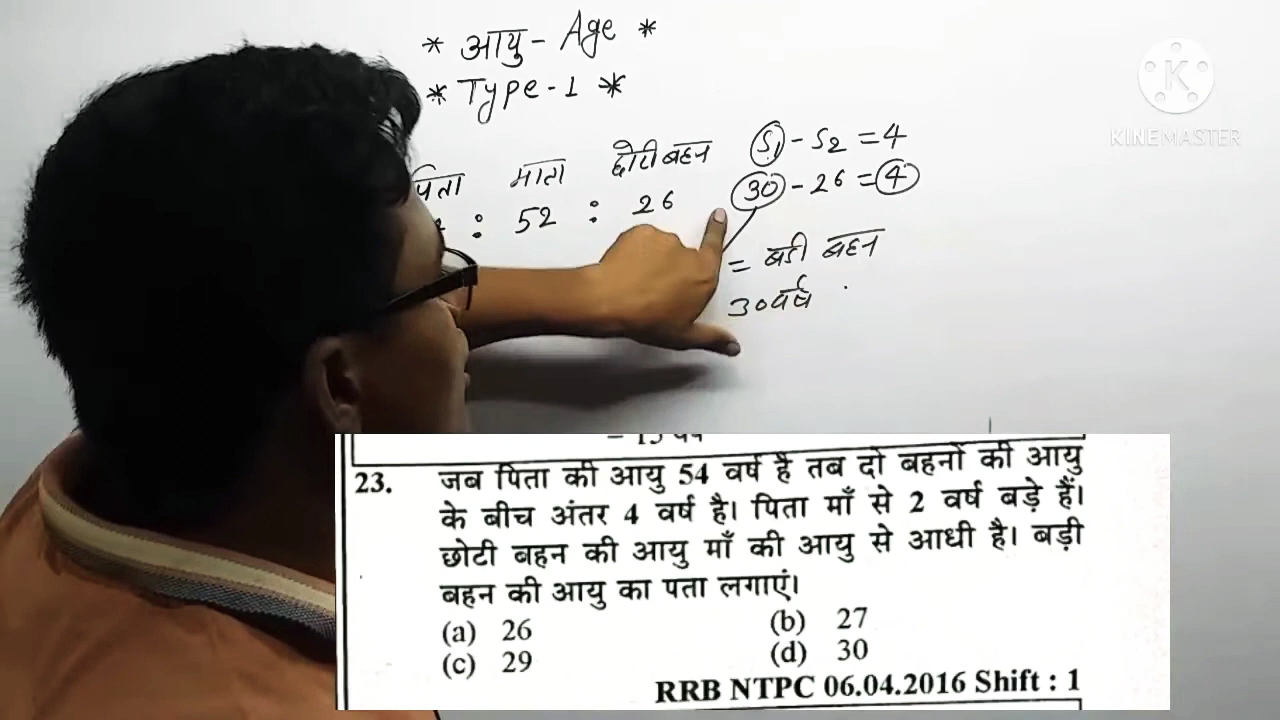 * आयु - Age *
* Type-1 *
पिता माता छोटी बहन
: 52 : 26
S1 - S2 = 4
30 - 26 = 4
= बडी बहन
30 वर्ष
K
KINEMASTER
23. जब पिता की आयु 54 वर्ष है तब दो बहनों की आयु
के बीच अंतर 4 वर्ष है। पिता माँ से 2 वर्ष बड़े हैं।
छोटी बहन की आयु माँ की आयु से आधी है। बड़ी
बहन की आयु का पता लगाएं।
(a) 26 (b) 27
(c) 29 (d) 30
RRB NTPC 06.04.2016 Shift : 1